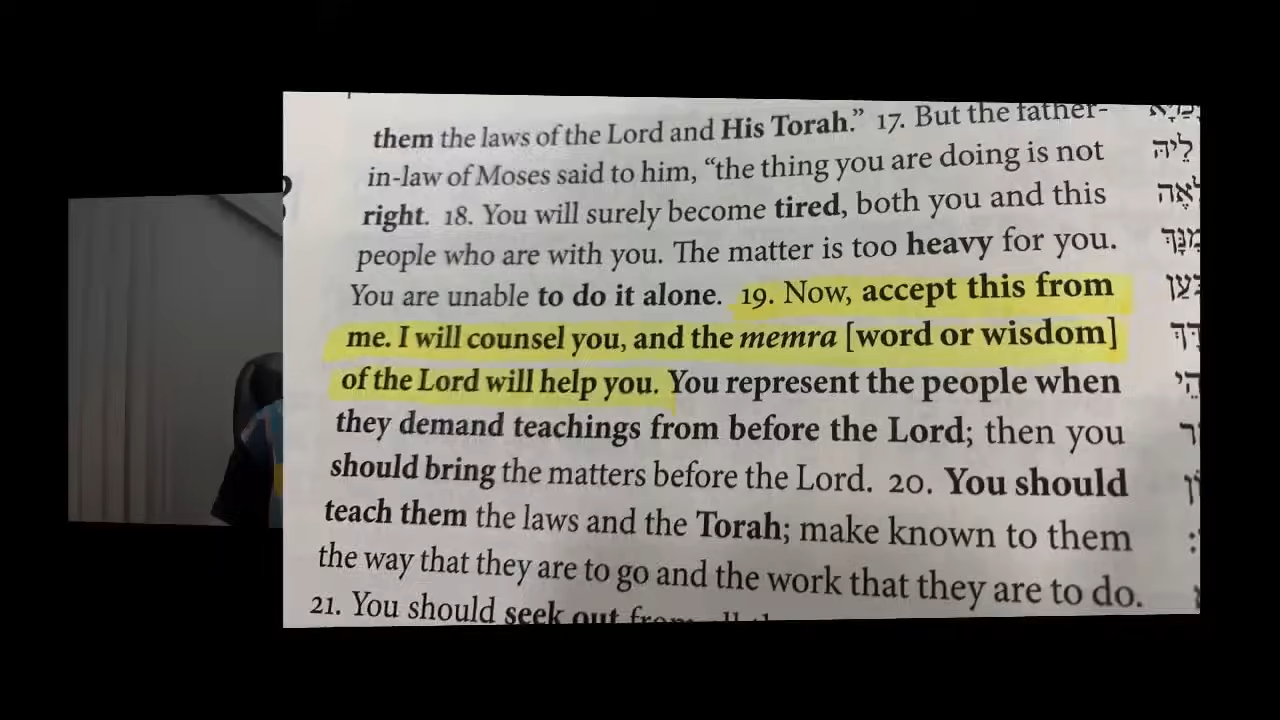 them the laws of the Lord and His Torah.” 17. But the father-
in-law of Moses said to him, “the thing you are doing is not
right. 18. You will surely become tired, both you and this
people who are with you. The matter is too heavy for you.
You are unable to do it alone. 19. Now, accept this from
me. I will counsel you, and the memra [word or wisdom]
of the Lord will help you. You represent the people when
they demand teachings from before the Lord; then you
should bring the matters before the Lord. 20. You should
teach them the laws and the Torah; make known to them
the way that they are to go and the work that they are to do.
21. You should seek out from
לֵיהּ